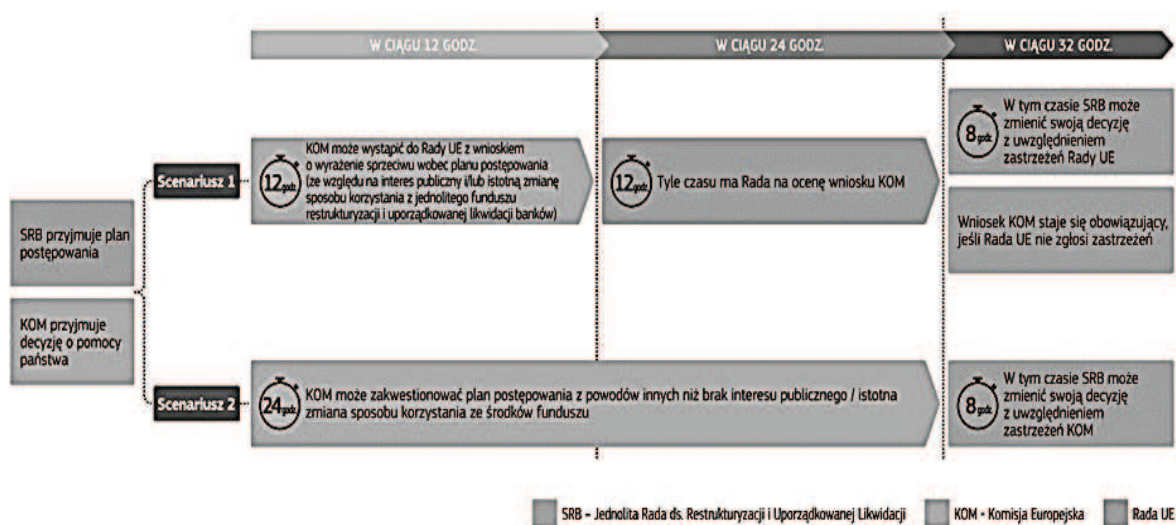 W CIĄGU 12 GODZ.
W CIĄGU 24 GODZ.
W CIĄGU 32 GODZ.
SRB przyjmuje plan
postępowania
KOM przyjmuje
decyzję o pomocy
państwa
Scenariusz 1
12 godz.
KOM może wystąpić do Rady UE z wnioskiem
o wyrażenie sprzeciwu wobec planu postępowania
(ze względu na interes publiczny i/lub istotną zmianę
sposobu korzystania z jednolitego funduszu
restrukturyzacji i uporządkowanej likwidacji banków)
12 godz.
Tyle czasu ma Rada na ocenę wniosku KOM
8 godz.
W tym czasie SRB może
zmienić swoją decyzję
z uwzględnieniem
zastrzeżeń Rady UE
Wniosek KOM staje się obowiązujący,
jeśli Rada UE nie zgłosi zastrzeżeń
Scenariusz 2
24 godz.
KOM może zakwestionować plan postępowania z powodów innych niż brak interesu publicznego / istotna
zmiana sposobu korzystania ze środków funduszu
8 godz.
W tym czasie SRB może
zmienić swoją decyzję
z uwzględnieniem
zastrzeżeń KOM
SRB – Jednolita Rada ds. Restrukturyzacji i Uporządkowanej Likwidacji
KOM - Komisja Europejska
Rada UE